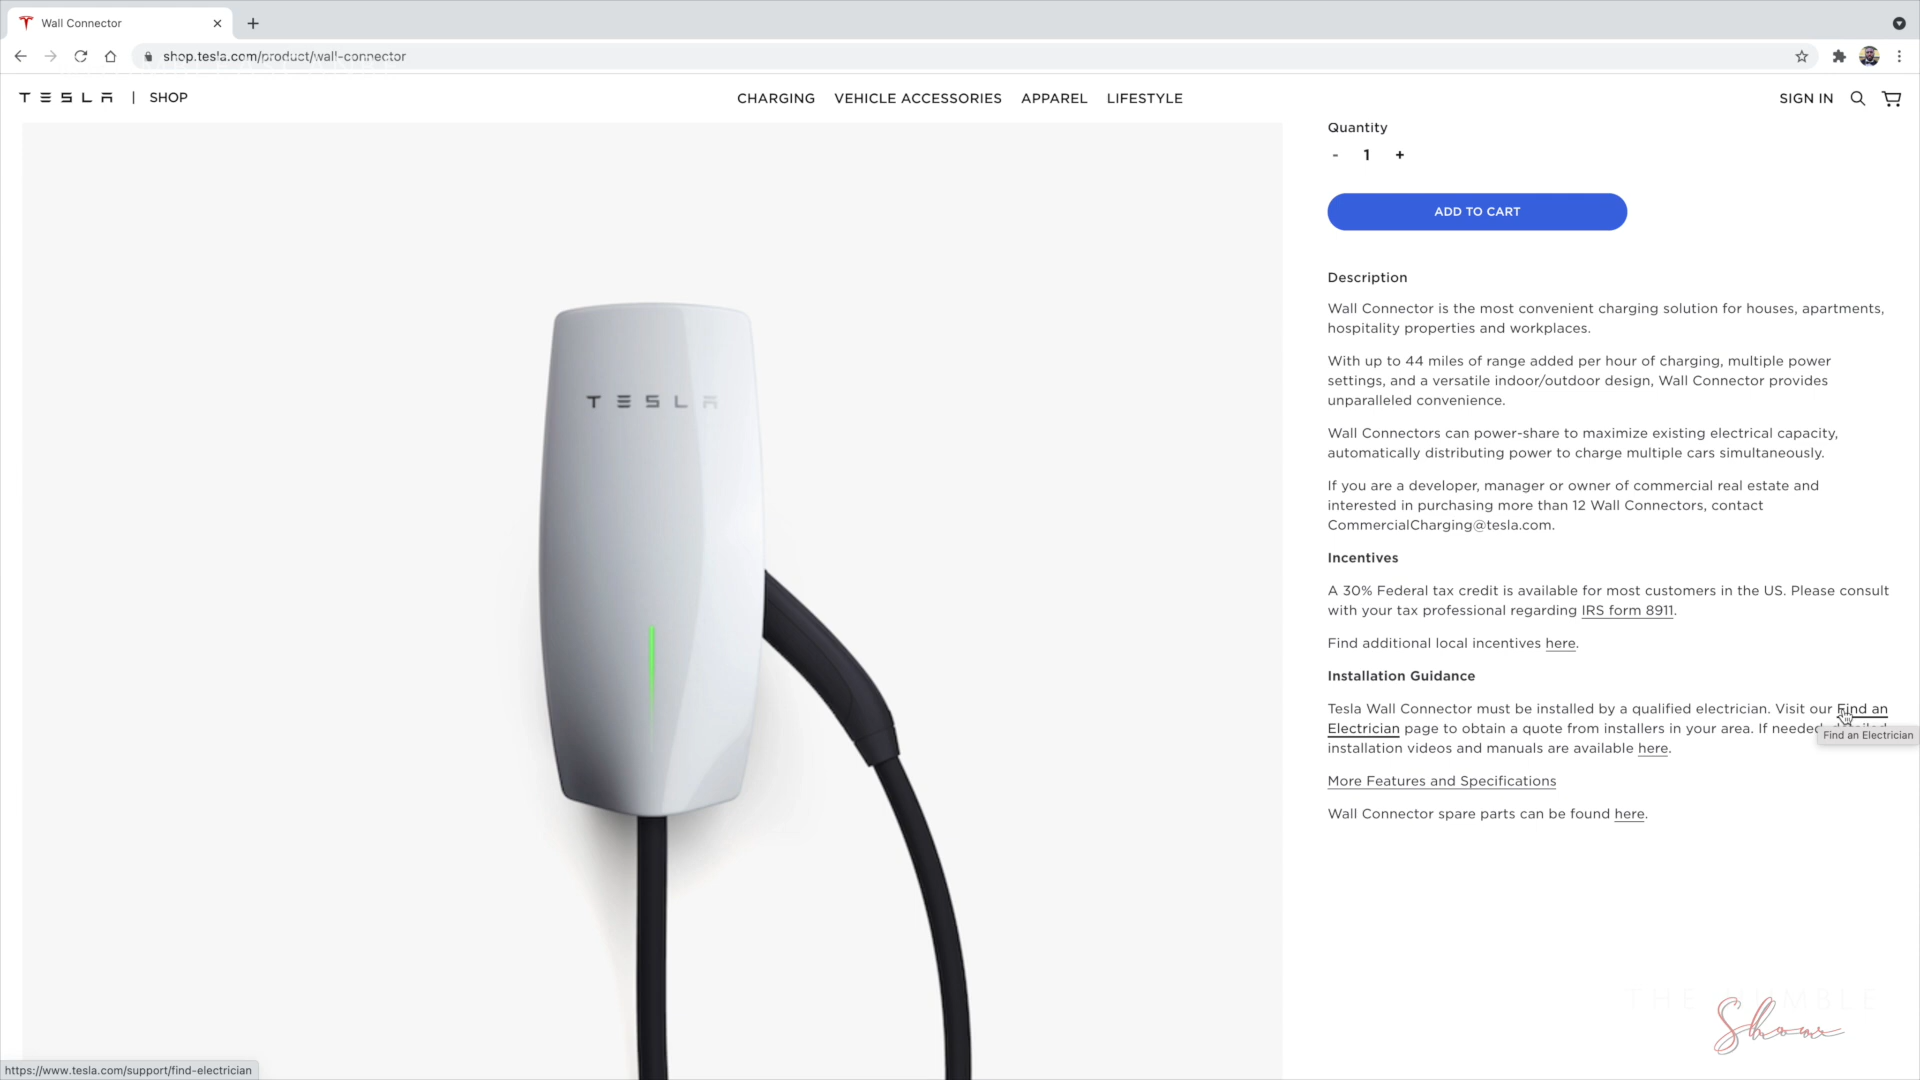 Wall Connector
shop.tesla.com/product/wall-connector
TESLA | SHOP
CHARGING VEHICLE ACCESSORIES APPAREL LIFESTYLE
SIGN IN
Quantity
- 1 +
ADD TO CART
TESLA
Description
Wall Connector is the most convenient charging solution for houses, apartments,
hospitality properties and workplaces.
With up to 44 miles of range added per hour of charging, multiple power
settings, and a versatile indoor/outdoor design, Wall Connector provides
unparalleled convenience.
Wall Connectors can power-share to maximize existing electrical capacity,
automatically distributing power to charge multiple cars simultaneously.
If you are a developer, manager or owner of commercial real estate and
interested in purchasing more than 12 Wall Connectors, contact
CommercialCharging@tesla.com.
Incentives
A 30% Federal tax credit is available for most customers in the US. Please consult
with your tax professional regarding IRS form 8911.
Find additional local incentives here.
Installation Guidance
Tesla Wall Connector must be installed by a qualified electrician. Visit our Find an
Electrician page to obtain a quote from installers in your area. If needed, detailed
Find an Electrician
installation videos and manuals are available here.
More Features and Specifications
Wall Connector spare parts can be found here.
THE HUMBLE
Show
https://www.tesla.com/support/find-electrician